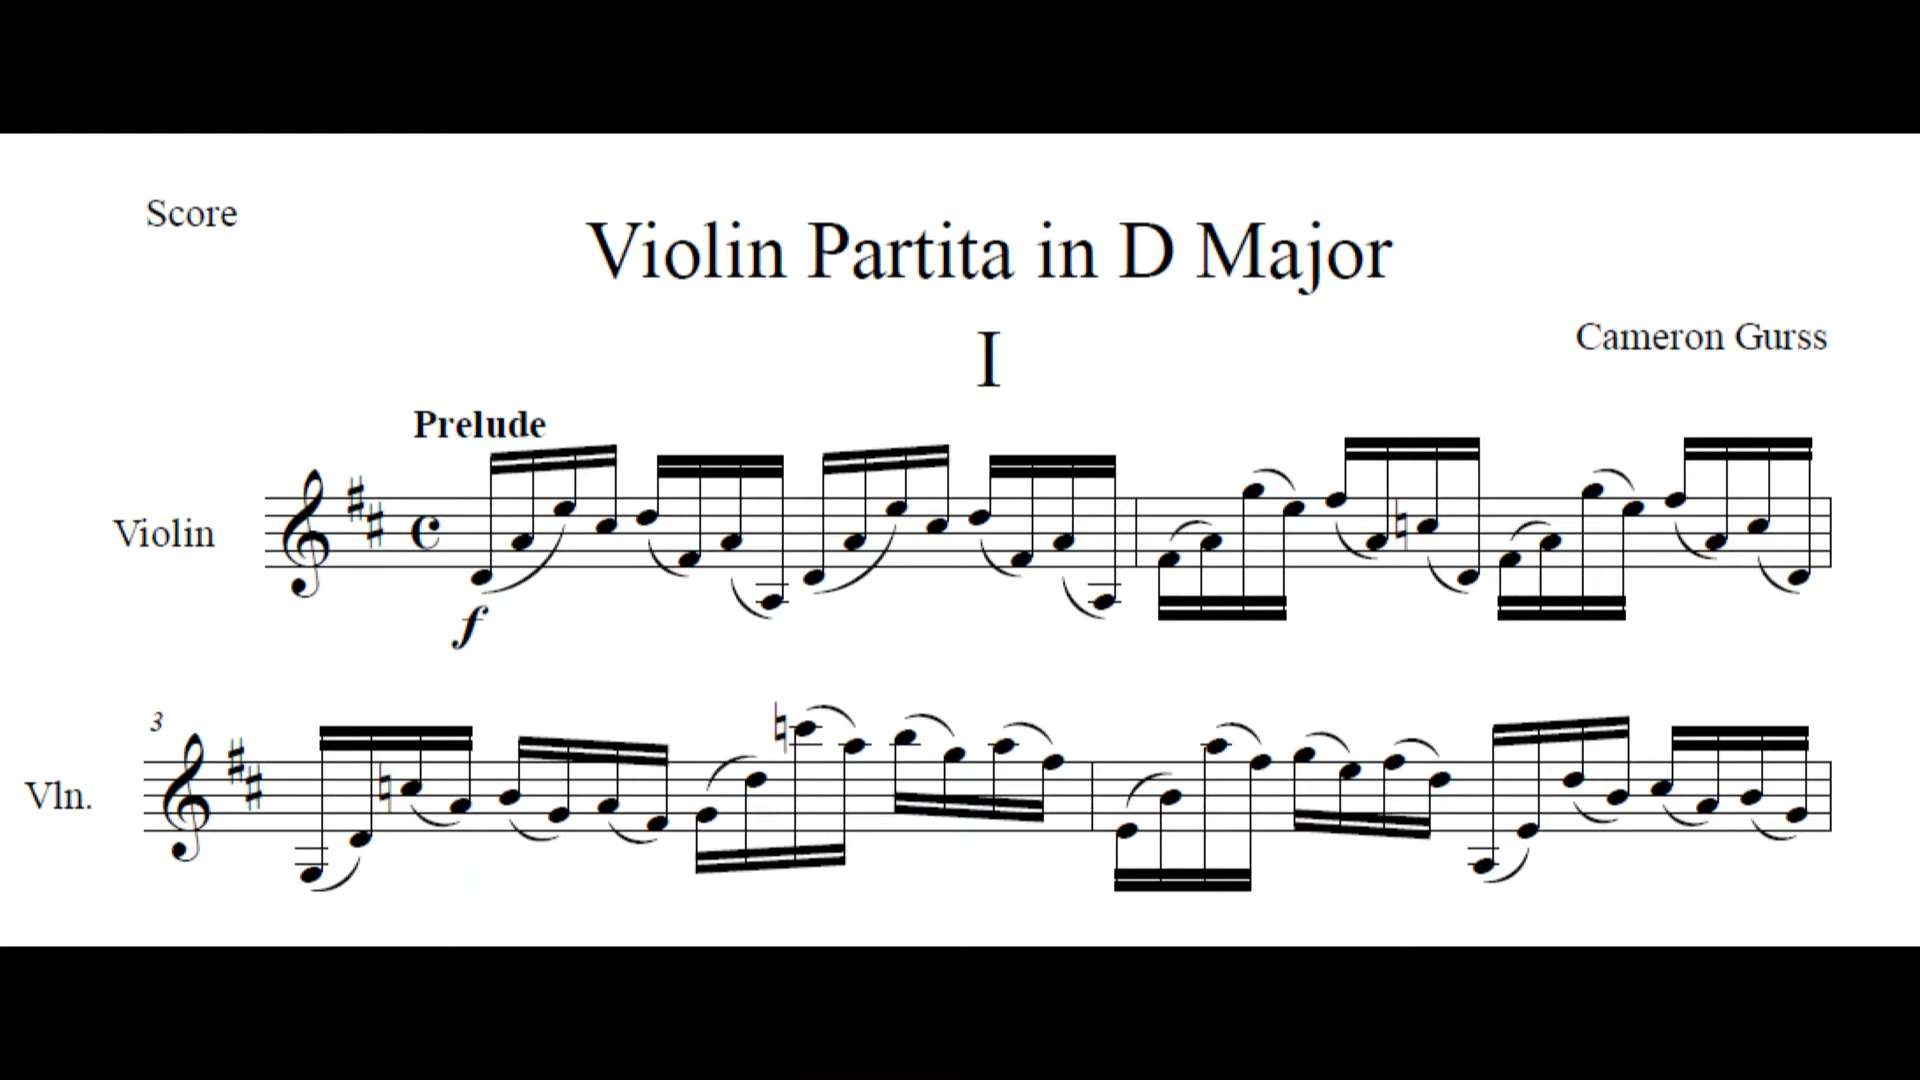 Score
Violin Partita in D Major
I
Cameron Gurss
Prelude
Violin
f
3
Vln.